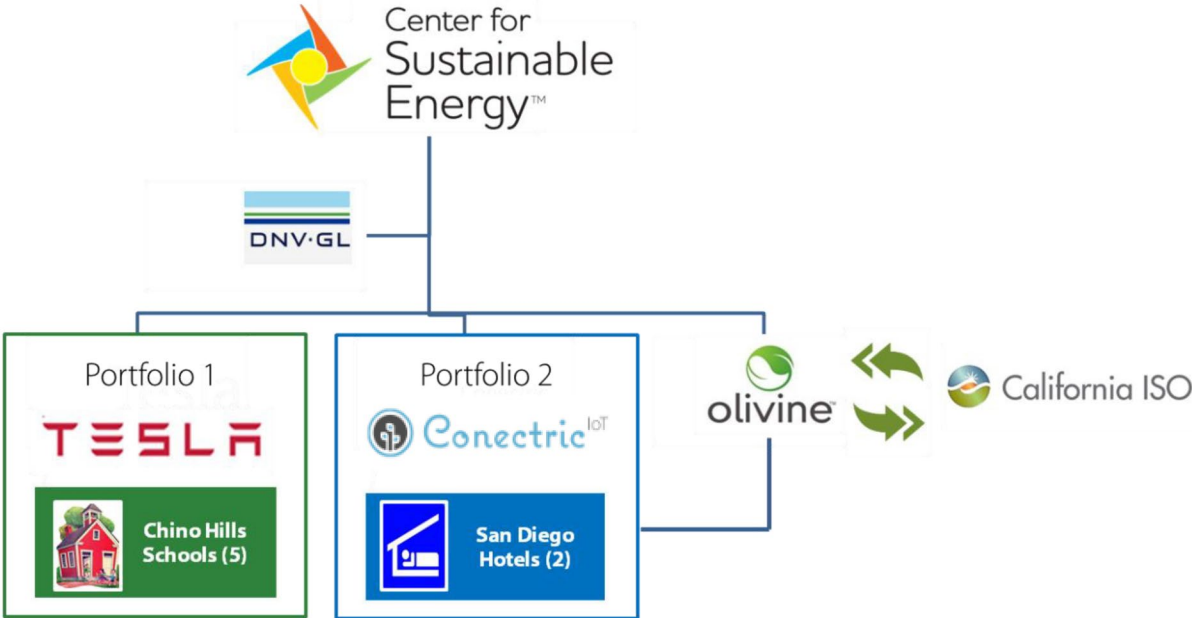 Center for
Sustainable
Energy™
DNV·GL
Portfolio 1
TESLA
Chino Hills
Schools (5)
Portfolio 2
Conectric IoT
San Diego
Hotels (2)
olivine™
California ISO